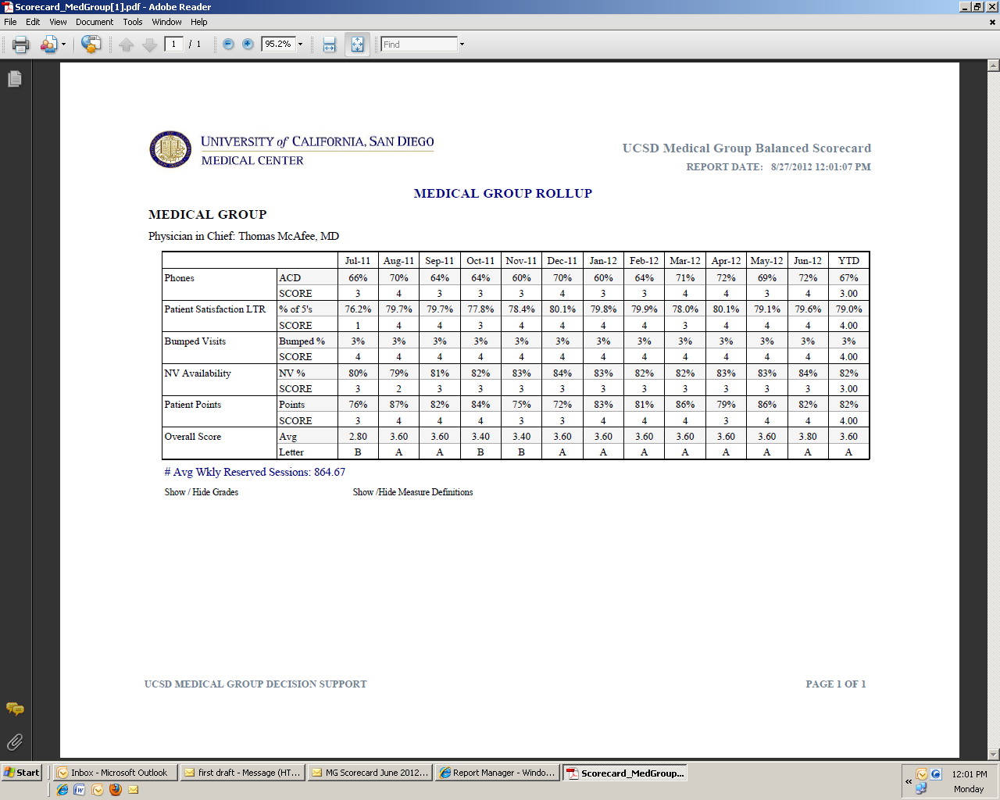 Scorecard_MedGroup[1].pdf - Adobe Reader
File Edit View Document Tools Window Help
1 / 1 95.2% Find
UNIVERSITY of CALIFORNIA, SAN DIEGO
MEDICAL CENTER
UCSD Medical Group Balanced Scorecard
REPORT DATE: 8/27/2012 12:01:07 PM
MEDICAL GROUP ROLLUP
MEDICAL GROUP
Physician in Chief: Thomas McAfee, MD
Jul-11 Aug-11 Sep-11 Oct-11 Nov-11 Dec-11 Jan-12 Feb-12 Mar-12 Apr-12 May-12 Jun-12 YTD
Phones ACD 66% 70% 64% 64% 60% 70% 60% 64% 71% 72% 69% 72% 67%
SCORE 3 4 3 3 3 4 3 3 4 4 3 4 3.00
Patient Satisfaction LTR % of 5's 76.2% 79.7% 79.7% 77.8% 78.4% 80.1% 79.8% 79.9% 78.0% 80.1% 79.1% 79.6% 79.0%
SCORE 1 4 4 3 4 4 4 4 3 4 4 4 4.00
Bumped Visits Bumped % 3% 3% 3% 3% 3% 3% 3% 3% 3% 3% 3% 3% 3%
SCORE 4 4 4 4 4 4 4 4 4 4 4 4 4.00
NV Availability NV % 80% 79% 81% 82% 83% 84% 83% 82% 82% 83% 83% 84% 82%
SCORE 3 2 3 3 3 3 3 3 3 3 3 3 3.00
Patient Points Points 76% 87% 82% 84% 75% 72% 83% 81% 86% 79% 86% 82% 82%
SCORE 3 4 4 4 3 3 4 4 4 3 4 4 4.00
Overall Score Avg 2.80 3.60 3.60 3.40 3.40 3.60 3.60 3.60 3.60 3.60 3.60 3.80 3.60
Letter B A A B B A A A A A A A A
# Avg Wkly Reserved Sessions: 864.67
Show / Hide Grades Show /Hide Measure Definitions
UCSD MEDICAL GROUP DECISION SUPPORT PAGE 1 OF 1
Start Inbox - Microsoft Outlook first draft - Message (HT... MG Scorecard June 2012... Report Manager - Windo... Scorecard_MedGroup... 12:01 PM
Monday